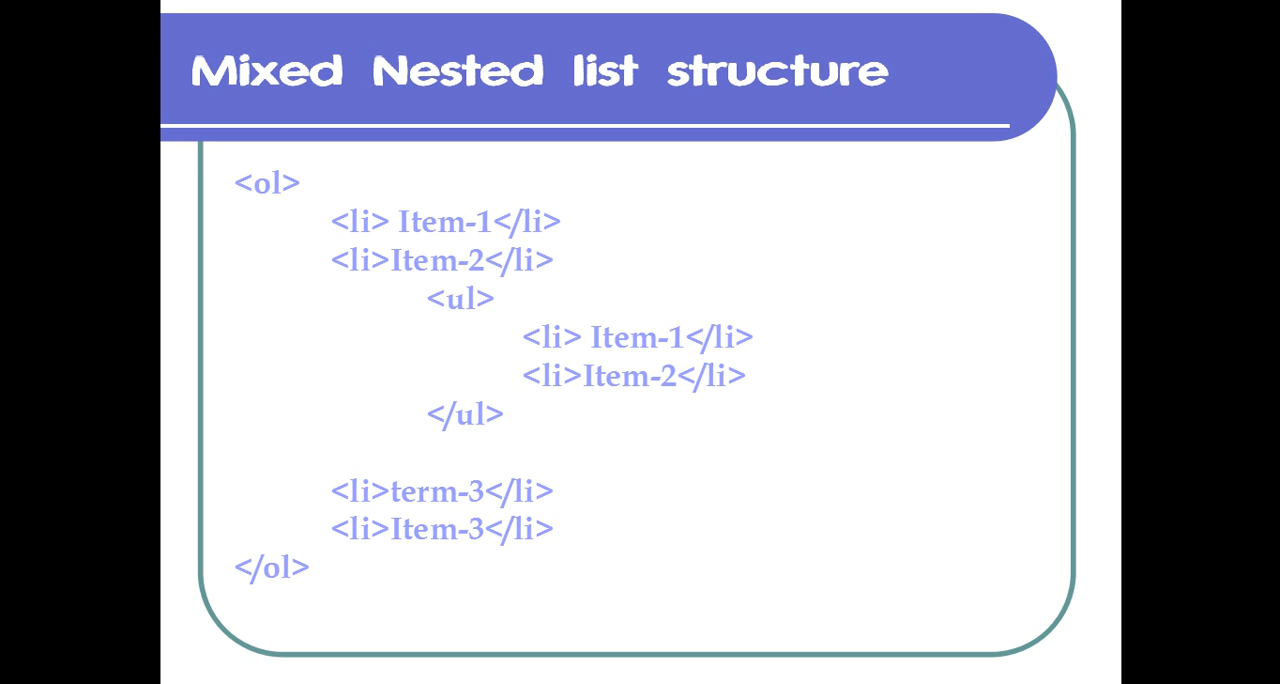 Mixed Nested list structure
<ol>
<li> Item-1</li>
<li>Item-2</li>
<ul>
<li> Item-1</li>
<li>Item-2</li>
</ul>
<li>term-3</li>
<li>Item-3</li>
</ol>